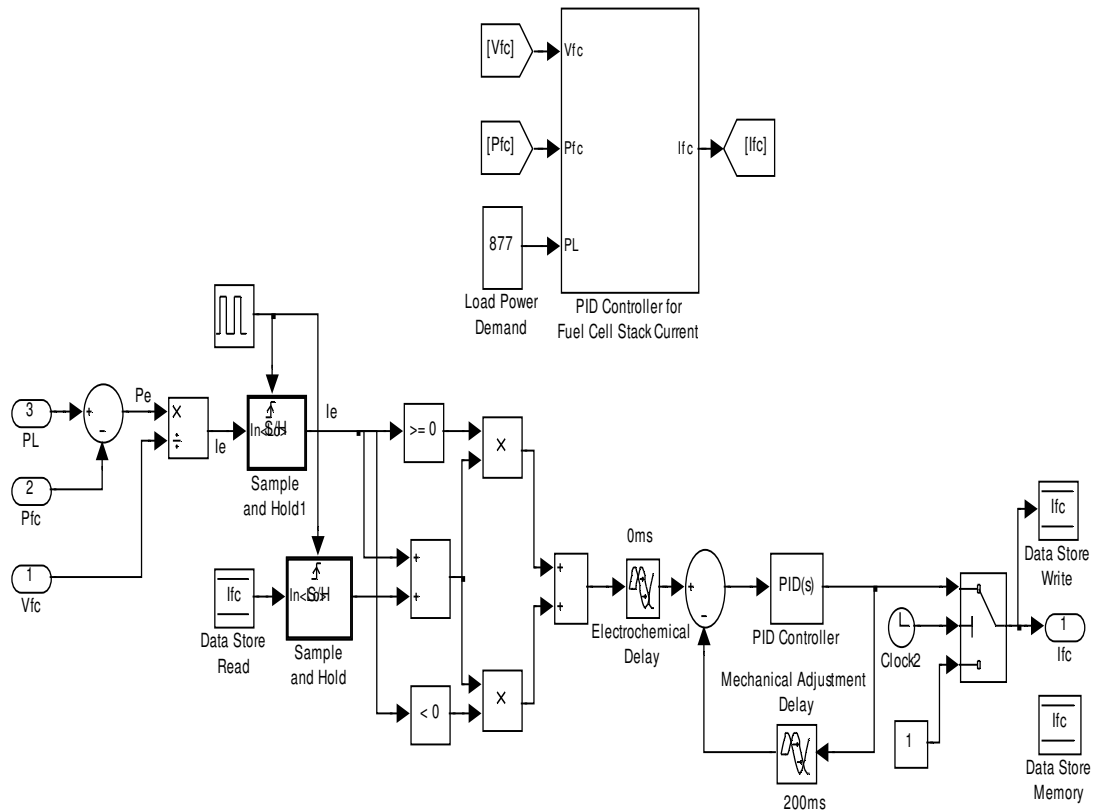 [Vfc]
Vfc
[Pfc]
Pfc
Ifc
[Ifc]
877
PL
Load Power
Demand
PID Controller for
Fuel Cell Stack Current
3
PL
+
-
Pe
X
÷
Ie
In
S/H
Ie
>= 0
X
Sample
and Hold1
2
Pfc
1
Vfc
Ifc
Data Store
Read
In
S/H
Sample
and Hold
+
+
< 0
X
+
+
0ms
Electrochemical
Delay
+
-
PID(s)
PID Controller
Mechanical Adjustment
Delay
200ms
Clock2
1
Ifc
Data Store
Write
1
Ifc
Ifc
Data Store
Memory